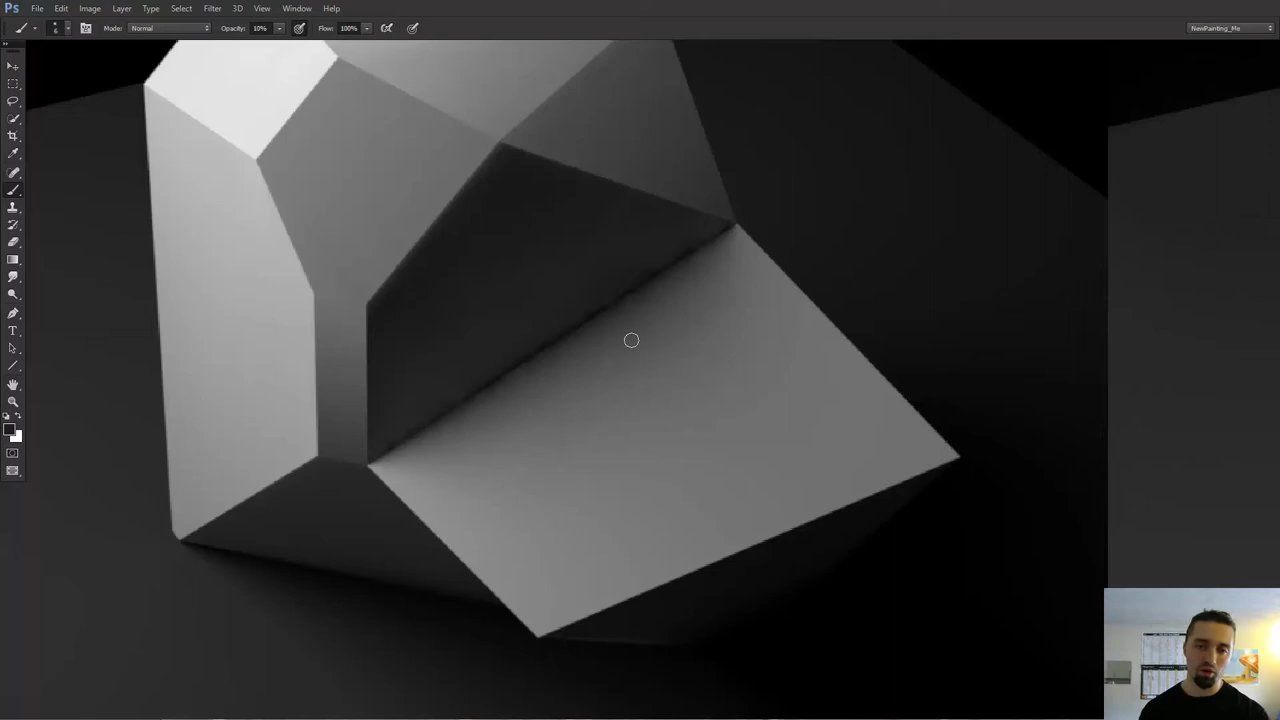 Ps File Edit Image Layer Type Select Filter 3D View Window Help
6 Mode: Normal Opacity: 10% Flow: 100% NewPainting_Me
T